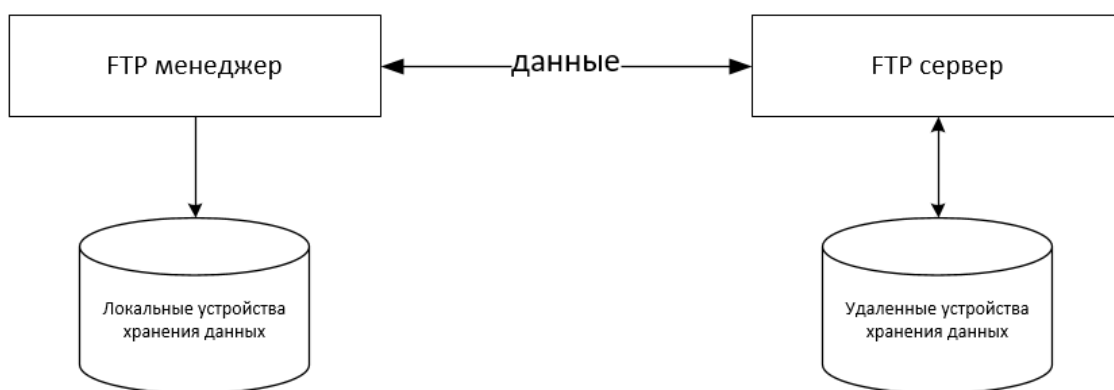 FTP менеджер
данные
FTP сервер
Локальные устройства
хранения данных
Удаленные устройства
хранения данных